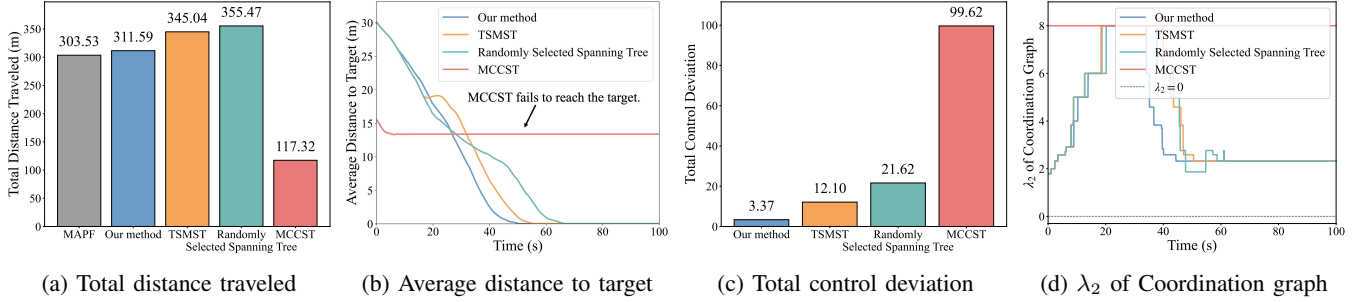 Total Distance Traveled (m)
350
300
250
200
150
100
50
0
303.53
311.59
345.04
355.47
117.32
MAPF
Our method
TSMST
Randomly
Selected Spanning Tree
MCCST
(a) Total distance traveled
Average Distance to Target
30
25
20
15
10
5
0
Our method
TSMST
Randomly Selected Spanning Tree
MCCST
MCCST fails to reach the target.
0
20
40
60
80
100
Time (s)
(b) Average distance to target
Total Control Deviation
100
80
60
40
20
0
3.37
12.10
21.62
99.62
Our method
TSMST
Randomly
Selected Spanning Tree
MCCST
(c) Total control deviation
λ2 of Coordination Graph
8
6
4
2
0
Our method
TSMST
Randomly Selected Spanning Tree
MCCST
λ2 = 0
0
20
40
60
80
100
Time (s)
(d) λ2 of Coordination graph